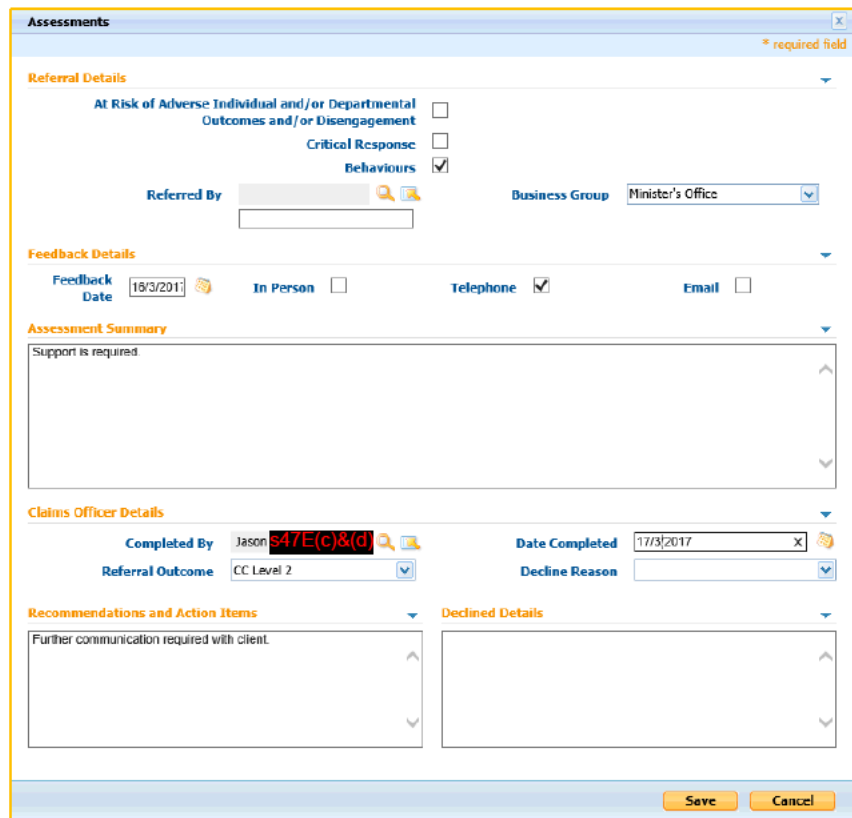 Assessments
* required field
Referral Details
At Risk of Adverse Individual and/or Departmental
Outcomes and/or Disengagement
Critical Response
Behaviours
Referred By
Business Group Minister's Office
Feedback Details
Feedback
Date 16/3/2017 In Person Telephone Email
Assessment Summary
Support is required.
Claims Officer Details
Completed By Jason s47E(c)&(d) Date Completed 17/3/2017 x
Referral Outcome CC Level 2 Decline Reason
Recommendations and Action Items Declined Details
Further communication required with client.
Save Cancel